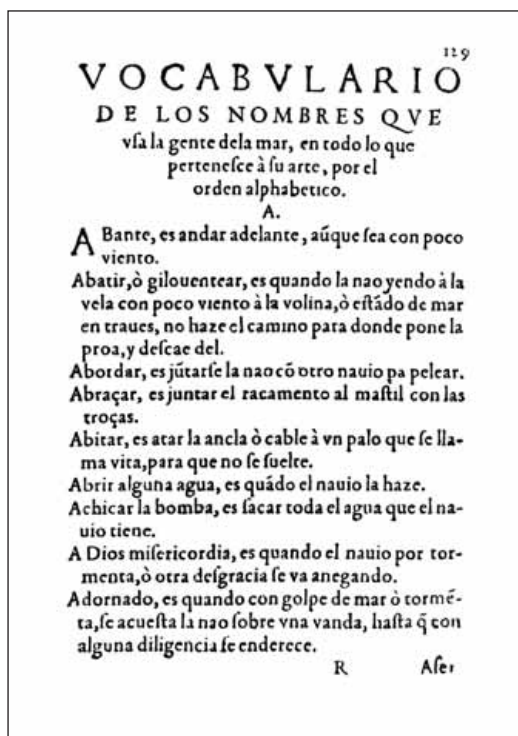 129
VOCABVLARIO
DE LOS NOMBRES QVE
vſa la gente dela mar, en todo lo que
perteneſce à ſu arte, por el
orden alphabetico.
A.
ABante, es andar adelante, aũque ſea con poco
viento.
Abatir,ò gilouentear, es quando la nao yendo à la
vela con poco viento à la volina,ò eſtãdo de mar
en traues, no haze el camino para donde pone la
proa,y deſcae del.
Abordar, es jũtarſe la nao cõ otro nauio pa pelear.
Abraçar, es juntar el racamento al maſtil con las
troças.
Abitar, es atar la ancla ò cable à vn palo que ſe lla-
ma vita,para que no ſe ſuelte.
Abrir alguna agua, es quãdo el nauio la haze.
Achicar la bomba, es ſacar toda el agua que el na-
uio tiene.
A Dios miſericordia, es quando el nauio por tor-
menta,ò otra deſgracia ſe va anegando.
Adornado, es quando con golpe de mar ò tormẽ-
ta,ſe acueſta la nao ſobre vna vanda, haſta q̃ con
alguna diligencia ſe enderece.
R Aſer